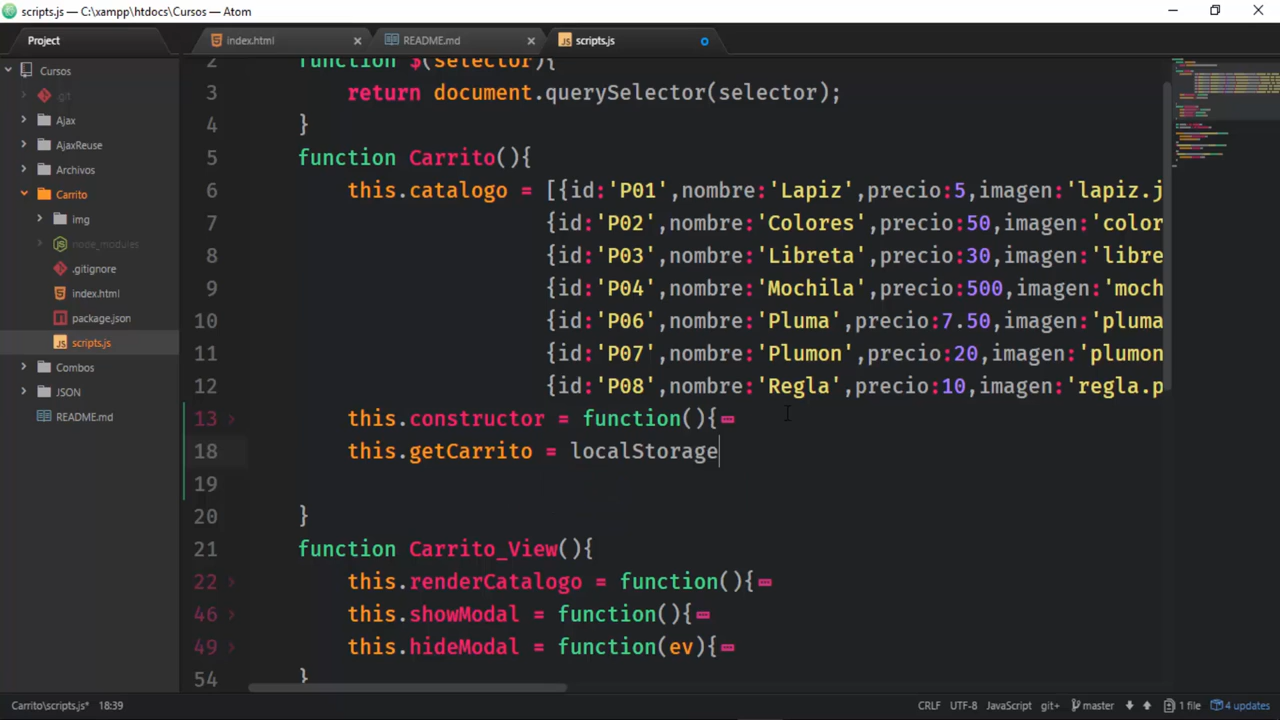 scripts.js — C:\xampp\htdocs\Cursos — Atom
Project
index.html
README.md
scripts.js
Cursos
.git
Ajax
AjaxReuse
Archivos
Carrito
img
node_modules
.gitignore
index.html
package.json
scripts.js
Combos
JSON
README.md
2 function $(selector){
3 return document.querySelector(selector);
4 }
5 function Carrito(){
6 this.catalogo = [{id:'P01',nombre:'Lapiz',precio:5,imagen:'lapiz.j
7 {id:'P02',nombre:'Colores',precio:50,imagen:'color
8 {id:'P03',nombre:'Libreta',precio:30,imagen:'libre
9 {id:'P04',nombre:'Mochila',precio:500,imagen:'moch
10 {id:'P06',nombre:'Pluma',precio:7.50,imagen:'pluma
11 {id:'P07',nombre:'Plumon',precio:20,imagen:'plumon
12 {id:'P08',nombre:'Regla',precio:10,imagen:'regla.p
13 this.constructor = function(){
18 this.getCarrito = localStorage
19
20 }
21 function Carrito_View(){
22 this.renderCatalogo = function(){
46 this.showModal = function(){
49 this.hideModal = function(ev){
54 }
Carrito\scripts.js* 18:39
CRLF UTF-8 JavaScript git+ master 1 file 4 updates